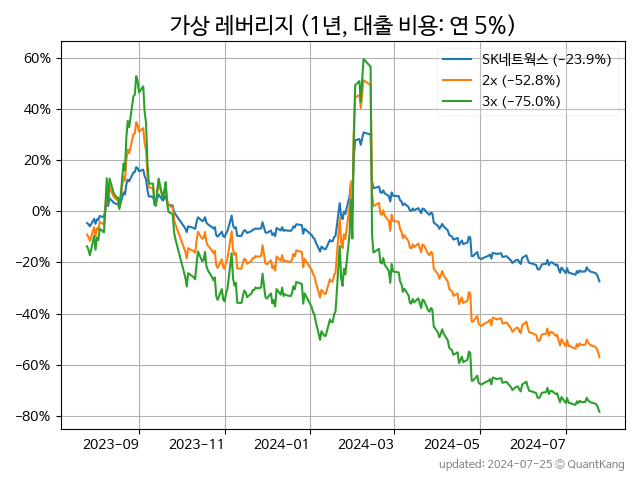 가상 레버리지 (1년, 대출 비용: 연 5%)
SK네트웍스 (-23.9%)
2x (-52.8%)
3x (-75.0%)
60%
40%
20%
0%
-20%
-40%
-60%
-80%
2023-09 2023-11 2024-01 2024-03 2024-05 2024-07
updated: 2024-07-25 © QuantKang